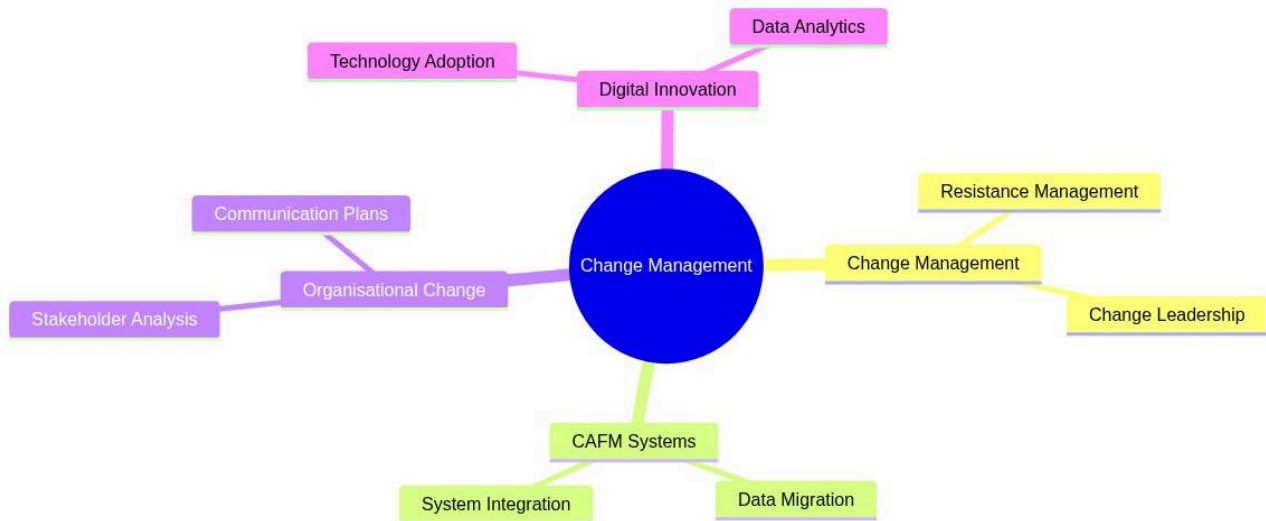 Data Analytics
Technology Adoption
Digital Innovation
Resistance Management
Communication Plans
Change Management
Change Management
Organisational Change
Change Leadership
Stakeholder Analysis
CAFM Systems
System Integration
Data Migration